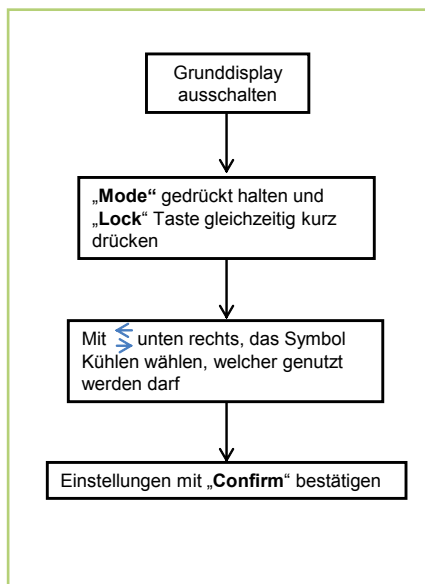 Grunddisplay
ausschalten
„Mode“ gedrückt halten und
„Lock“ Taste gleichzeitig kurz
drücken
Mit unten rechts, das Symbol
Kühlen wählen, welcher genutzt
werden darf
Einstellungen mit „Confirm“ bestätigen